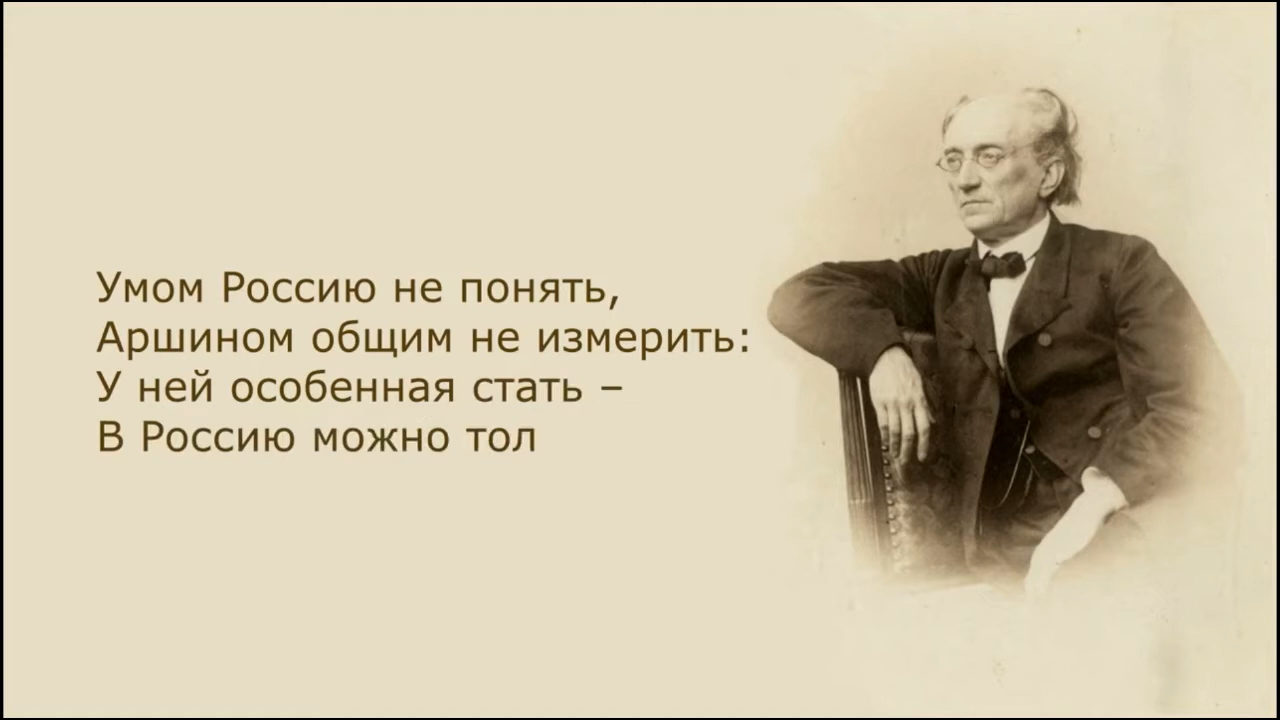 Умом Россию не понять,
Аршином общим не измерить:
У ней особенная стать –
В Россию можно тол